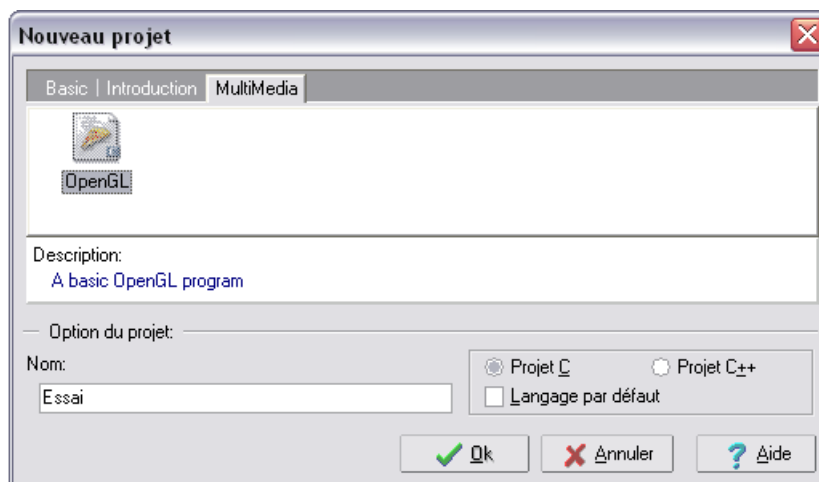 Nouveau projet
Basic | Introduction MultiMedia
OpenGL
Description:
A basic OpenGL program
Option du projet:
Nom:
Essai
Projet C Projet C++
Langage par défaut
Ok Annuler Aide